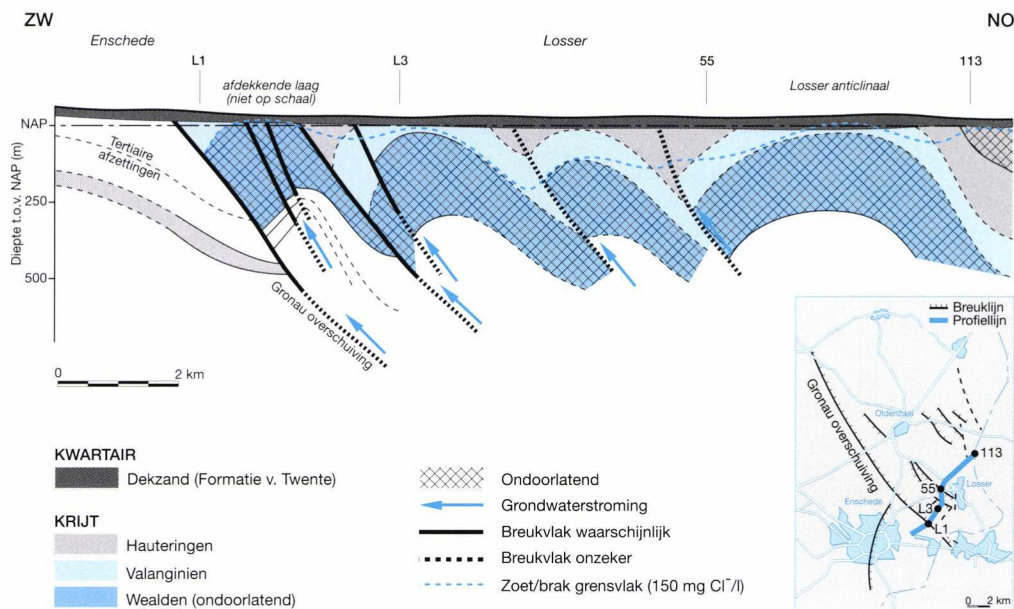 ZW
NO
Enschede
Losser
L1
afdekkende laag
(niet op schaal)
L3
55
Losser anticlinaal
113
NAP
Tertiaire
afzettingen
250
500
Diepte t.o.v. NAP (m)
Gronau overschuiving
0
2 km
Breuklijn
Profiellijn
Gronau overschuiving
Oldenzaal
113
55
Losser
L3
Enschede
L1
0 2 km
KWARTAIR
Dekzand (Formatie v. Twente)
KRIJT
Hauteringen
Valanginien
Wealden (ondoorlatend)
Ondoorlatend
Grondwaterstroming
Breukvlak waarschijnlijk
Breukvlak onzeker
Zoet/brak grensvlak (150 mg Cl⁻/l)